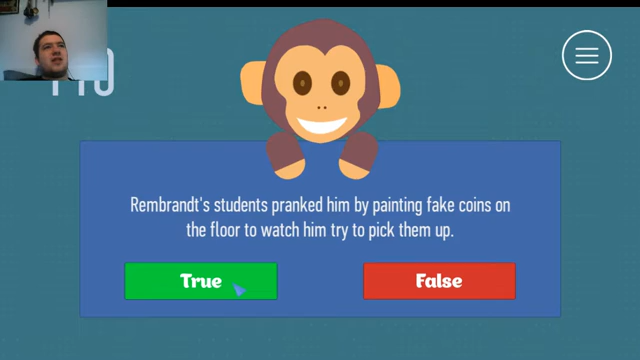 Rembrandt's students pranked him by painting fake coins on
the floor to watch him try to pick them up.
True
False